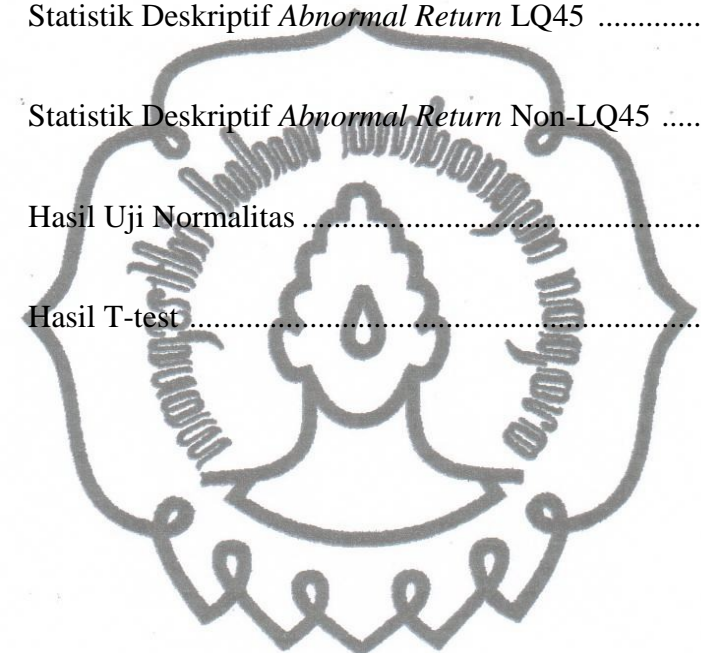 Statistik Deskriptif Abnormal Return LQ45 .............
Statistik Deskriptif Abnormal Return Non-LQ45 .....
Hasil Uji Normalitas ...................................................
Hasil T-test .................................................................